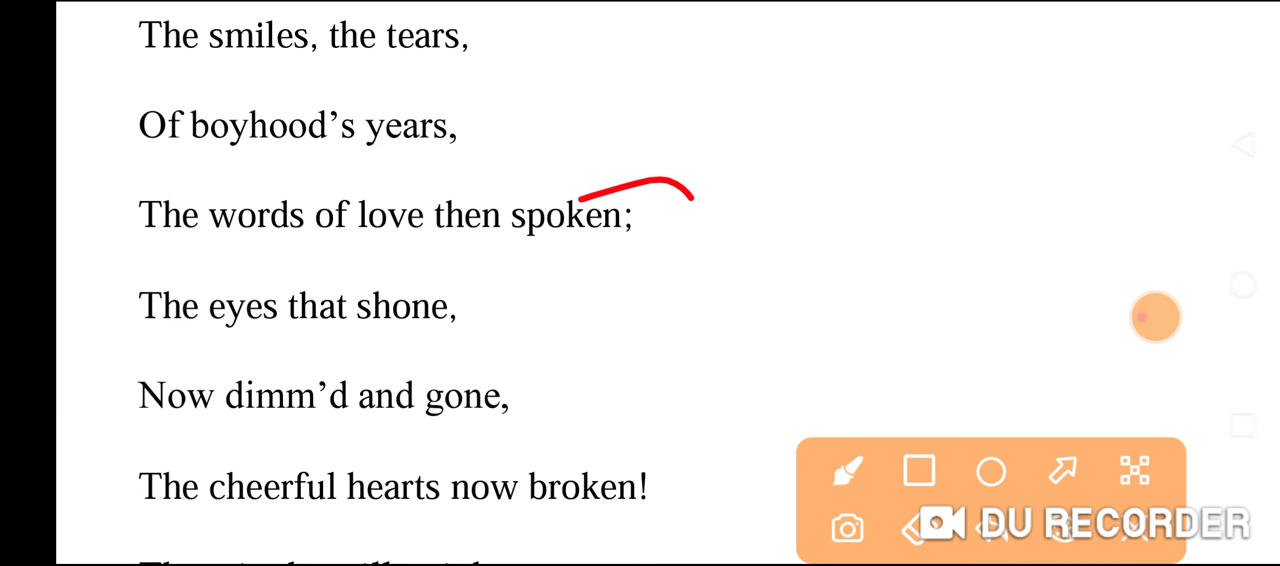 The smiles, the tears,
Of boyhood’s years,
The words of love then spoken;
The eyes that shone,
Now dimm’d and gone,
The cheerful hearts now broken!
DU RECORDER